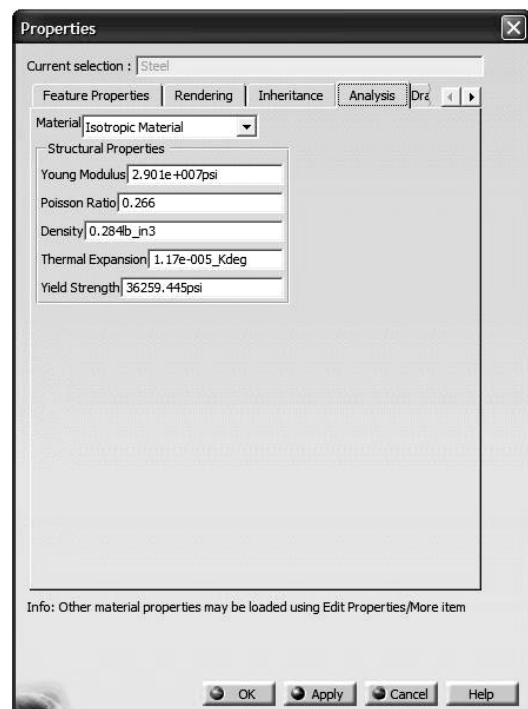 Properties
Current selection : Steel
Feature Properties Rendering Inheritance Analysis Dra
Material Isotropic Material
Structural Properties
Young Modulus 2.901e+007psi
Poisson Ratio 0.266
Density 0.284lb_in3
Thermal Expansion 1.17e-005_Kdeg
Yield Strength 36259.445psi
Info: Other material properties may be loaded using Edit Properties/More item
OK Apply Cancel Help